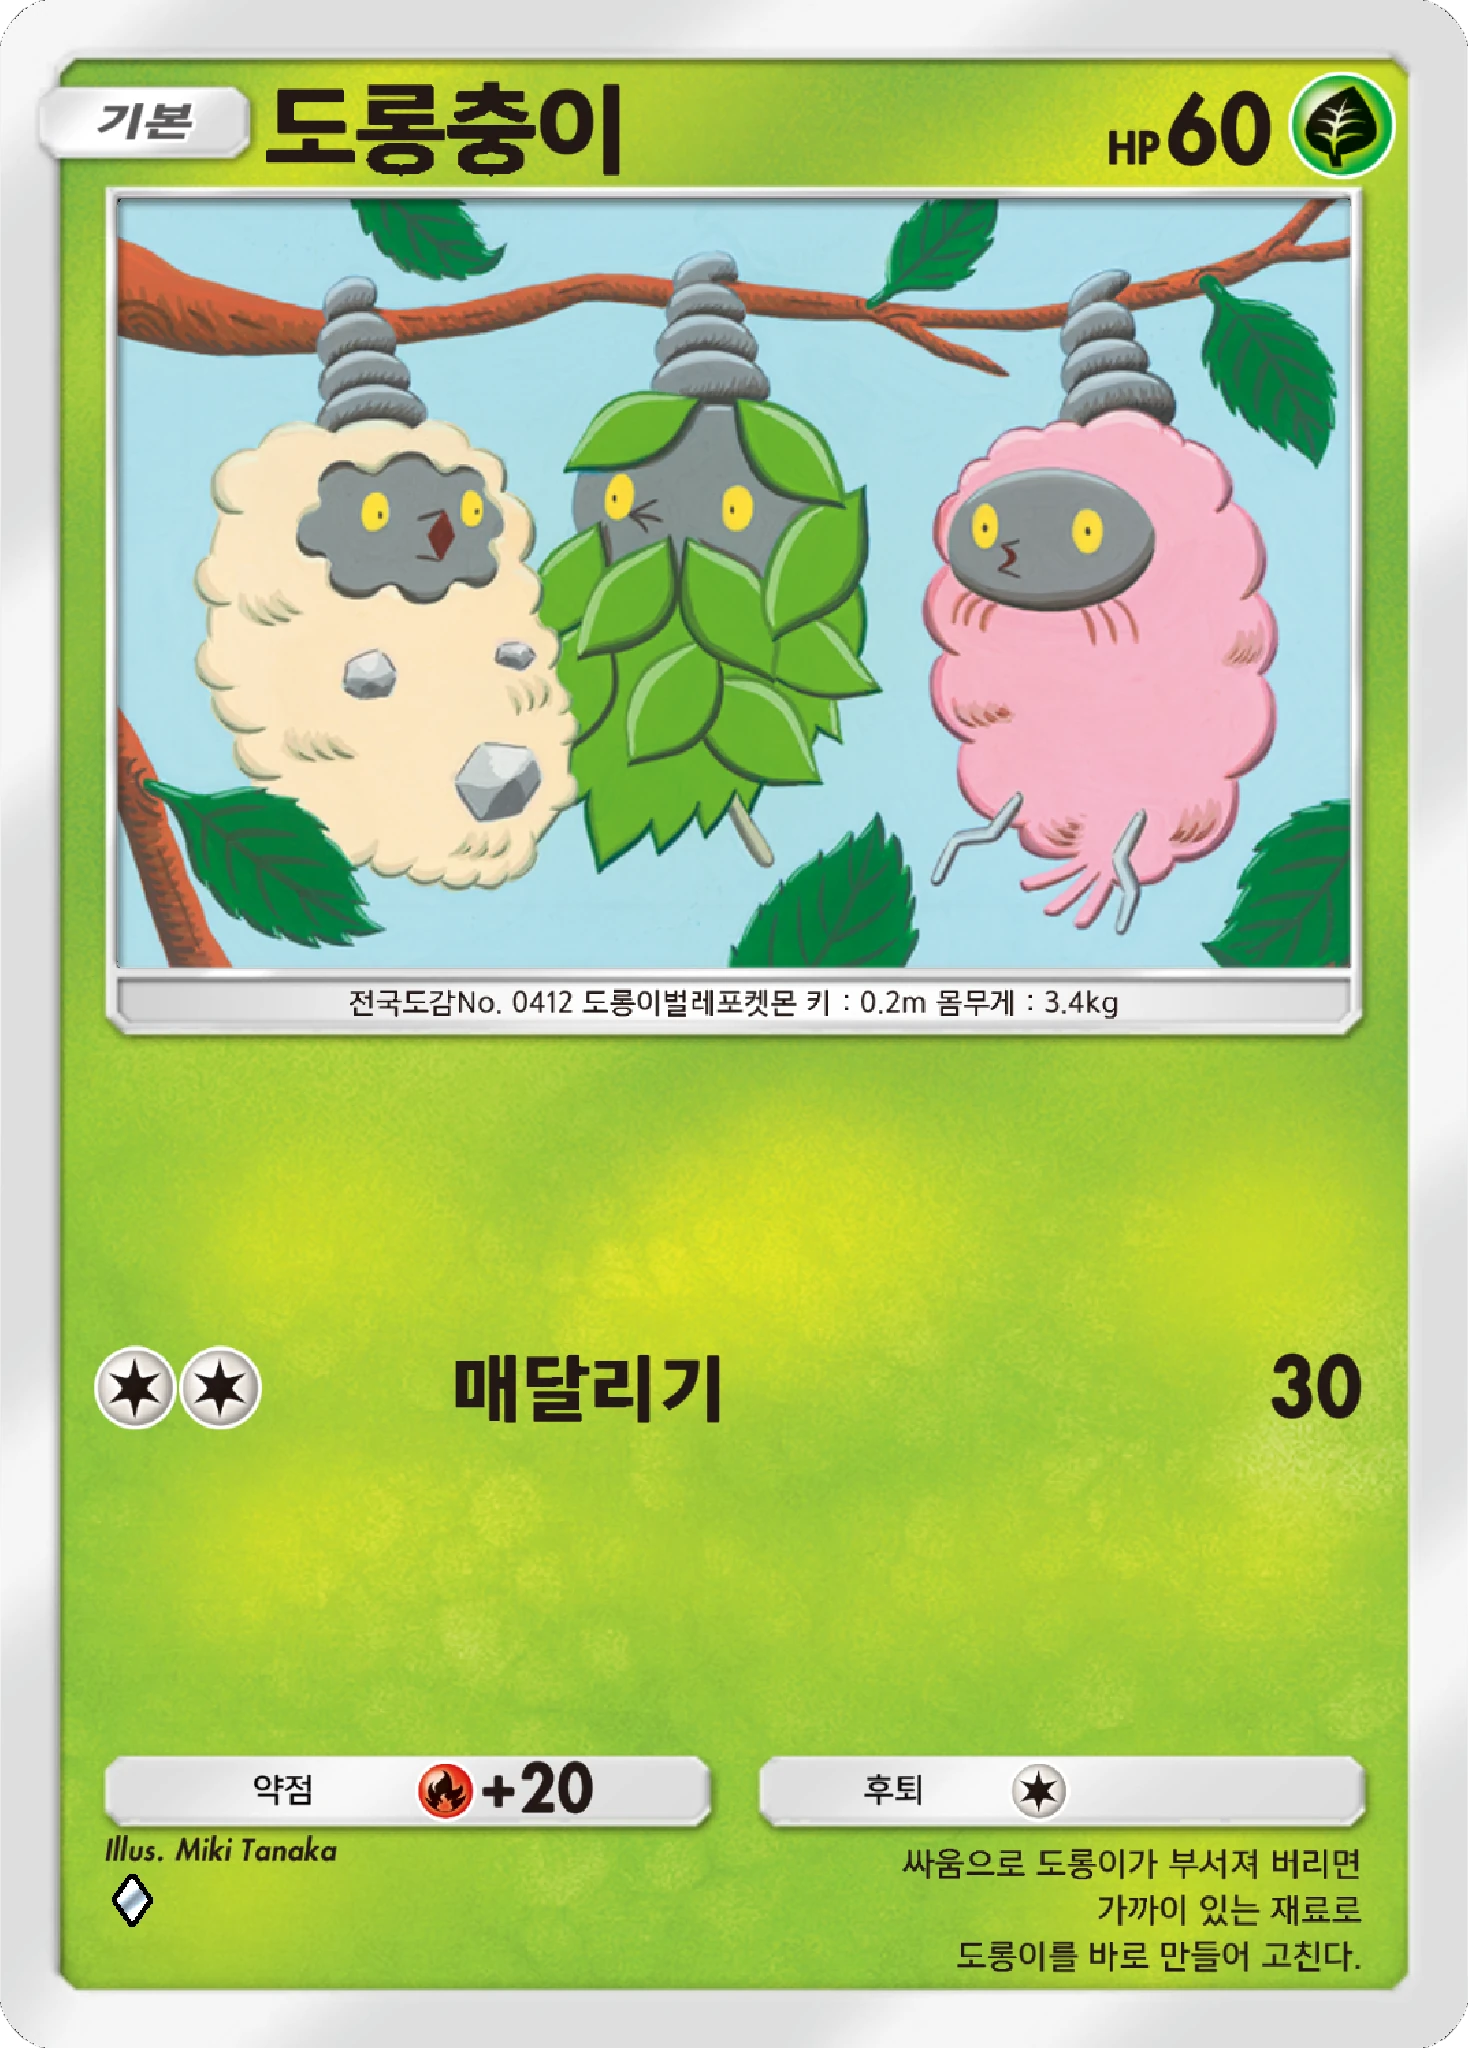 기본 도롱충이 HP 60
전국도감No. 0412 도롱이벌레포켓몬 키 : 0.2m 몸무게 : 3.4kg
매달리기 30
약점 +20 후퇴
Illus. Miki Tanaka
싸움으로 도롱이가 부서져 버리면
가까이 있는 재료로
도롱이를 바로 만들어 고친다.